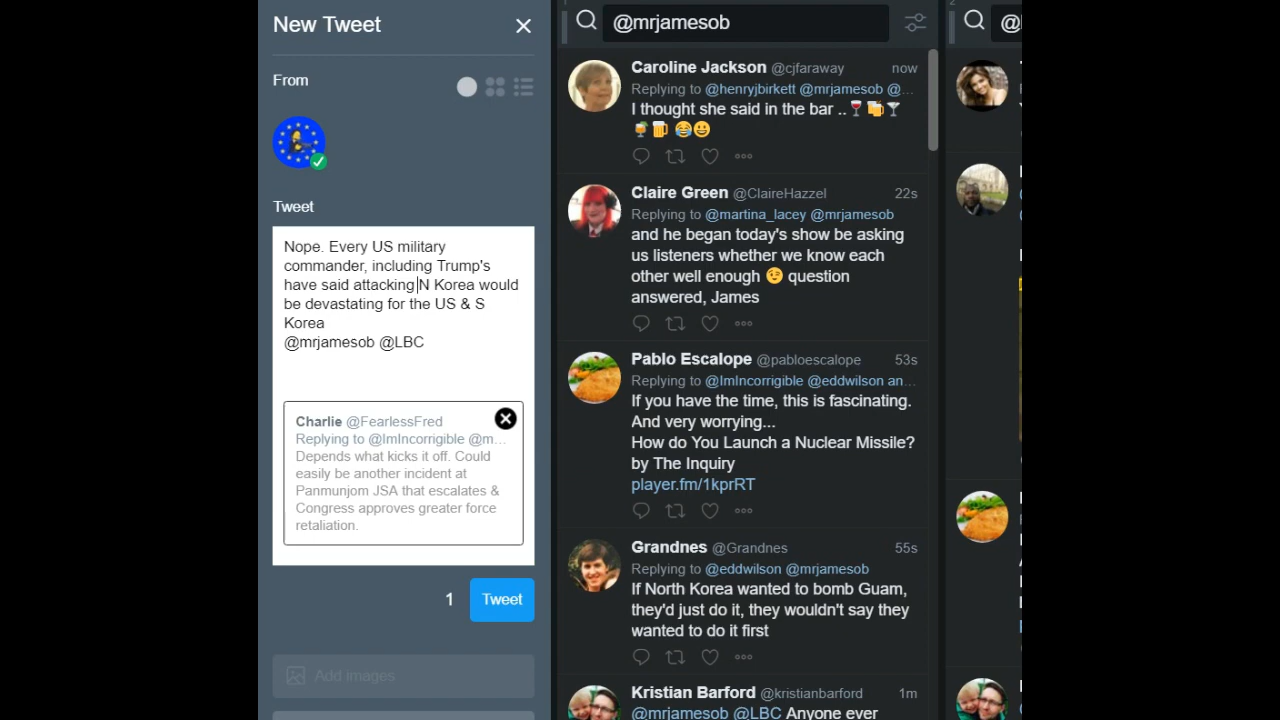 New Tweet
From
Tweet
Nope. Every US military
commander, including Trump's
have said attacking N Korea would
be devastating for the US & S
Korea
@mrjamesob @LBC
Charlie @FearlessFred
Replying to @ImIncorrigible @m...
Depends what kicks it off. Could
easily be another incident at
Panmunjom JSA that escalates &
Congress approves greater force
retaliation.
1 Tweet
Add images
1
@mrjamesob
Caroline Jackson @cjfaraway now
Replying to @henryjbirkett @mrjamesob @...
I thought she said in the bar ..🍷🍻🍸
🍹🍺 😂😀
Claire Green @ClaireHazzel 22s
Replying to @martina_lacey @mrjamesob
and he began today's show be asking
us listeners whether we know each
other well enough 😉 question
answered, James
Pablo Escalope @pabloescalope 53s
Replying to @ImIncorrigible @eddwilson an...
If you have the time, this is fascinating.
And very worrying...
How do You Launch a Nuclear Missile?
by The Inquiry
player.fm/1kprRT
Grandnes @Grandnes 55s
Replying to @eddwilson @mrjamesob
If North Korea wanted to bomb Guam,
they'd just do it, they wouldn't say they
wanted to do it first
Kristian Barford @kristianbarford 1m
@mrjamesob @LBC Anyone ever
2